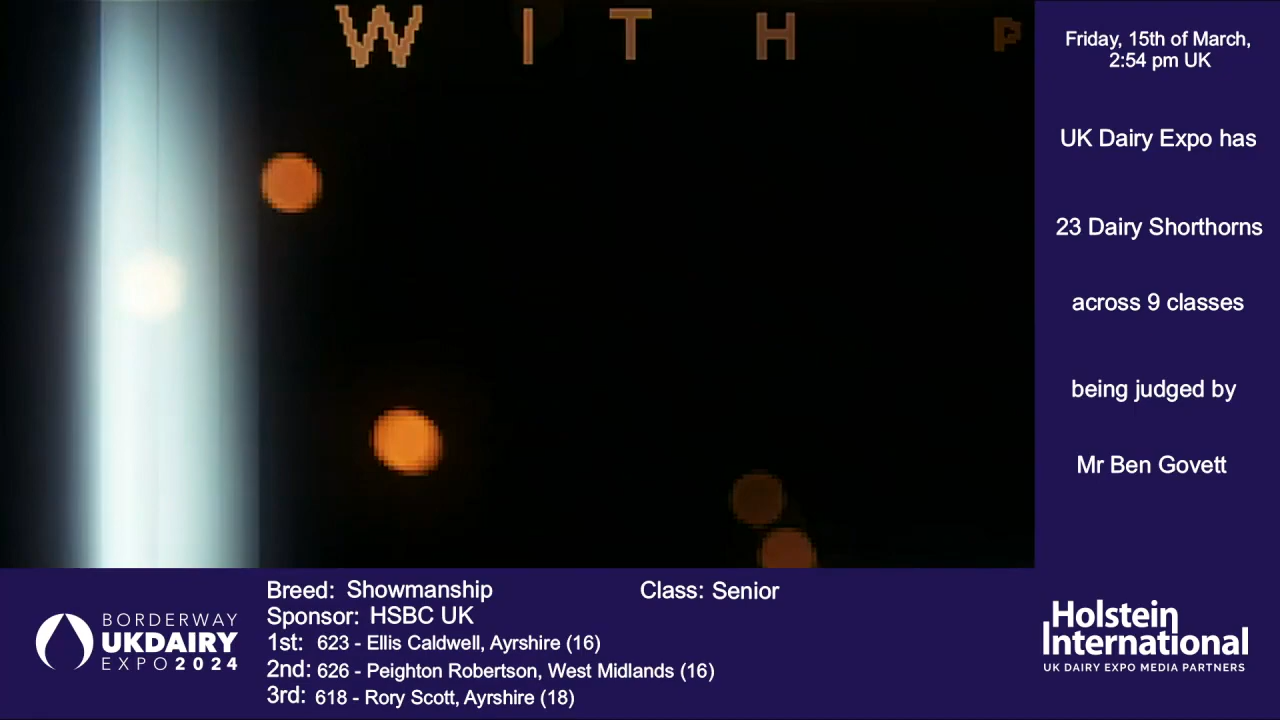 WITH P
Friday, 15th of March,
2:54 pm UK
UK Dairy Expo has
23 Dairy Shorthorns
across 9 classes
being judged by
Mr Ben Govett
Breed: Showmanship
Class: Senior
Sponsor: HSBC UK
1st: 623 - Ellis Caldwell, Ayrshire (16)
2nd: 626 - Peighton Robertson, West Midlands (16)
3rd: 618 - Rory Scott, Ayrshire (18)
BORDERWAY
UKDAIRY
EXPO 2024
Holstein
International
UK DAIRY EXPO MEDIA PARTNERS